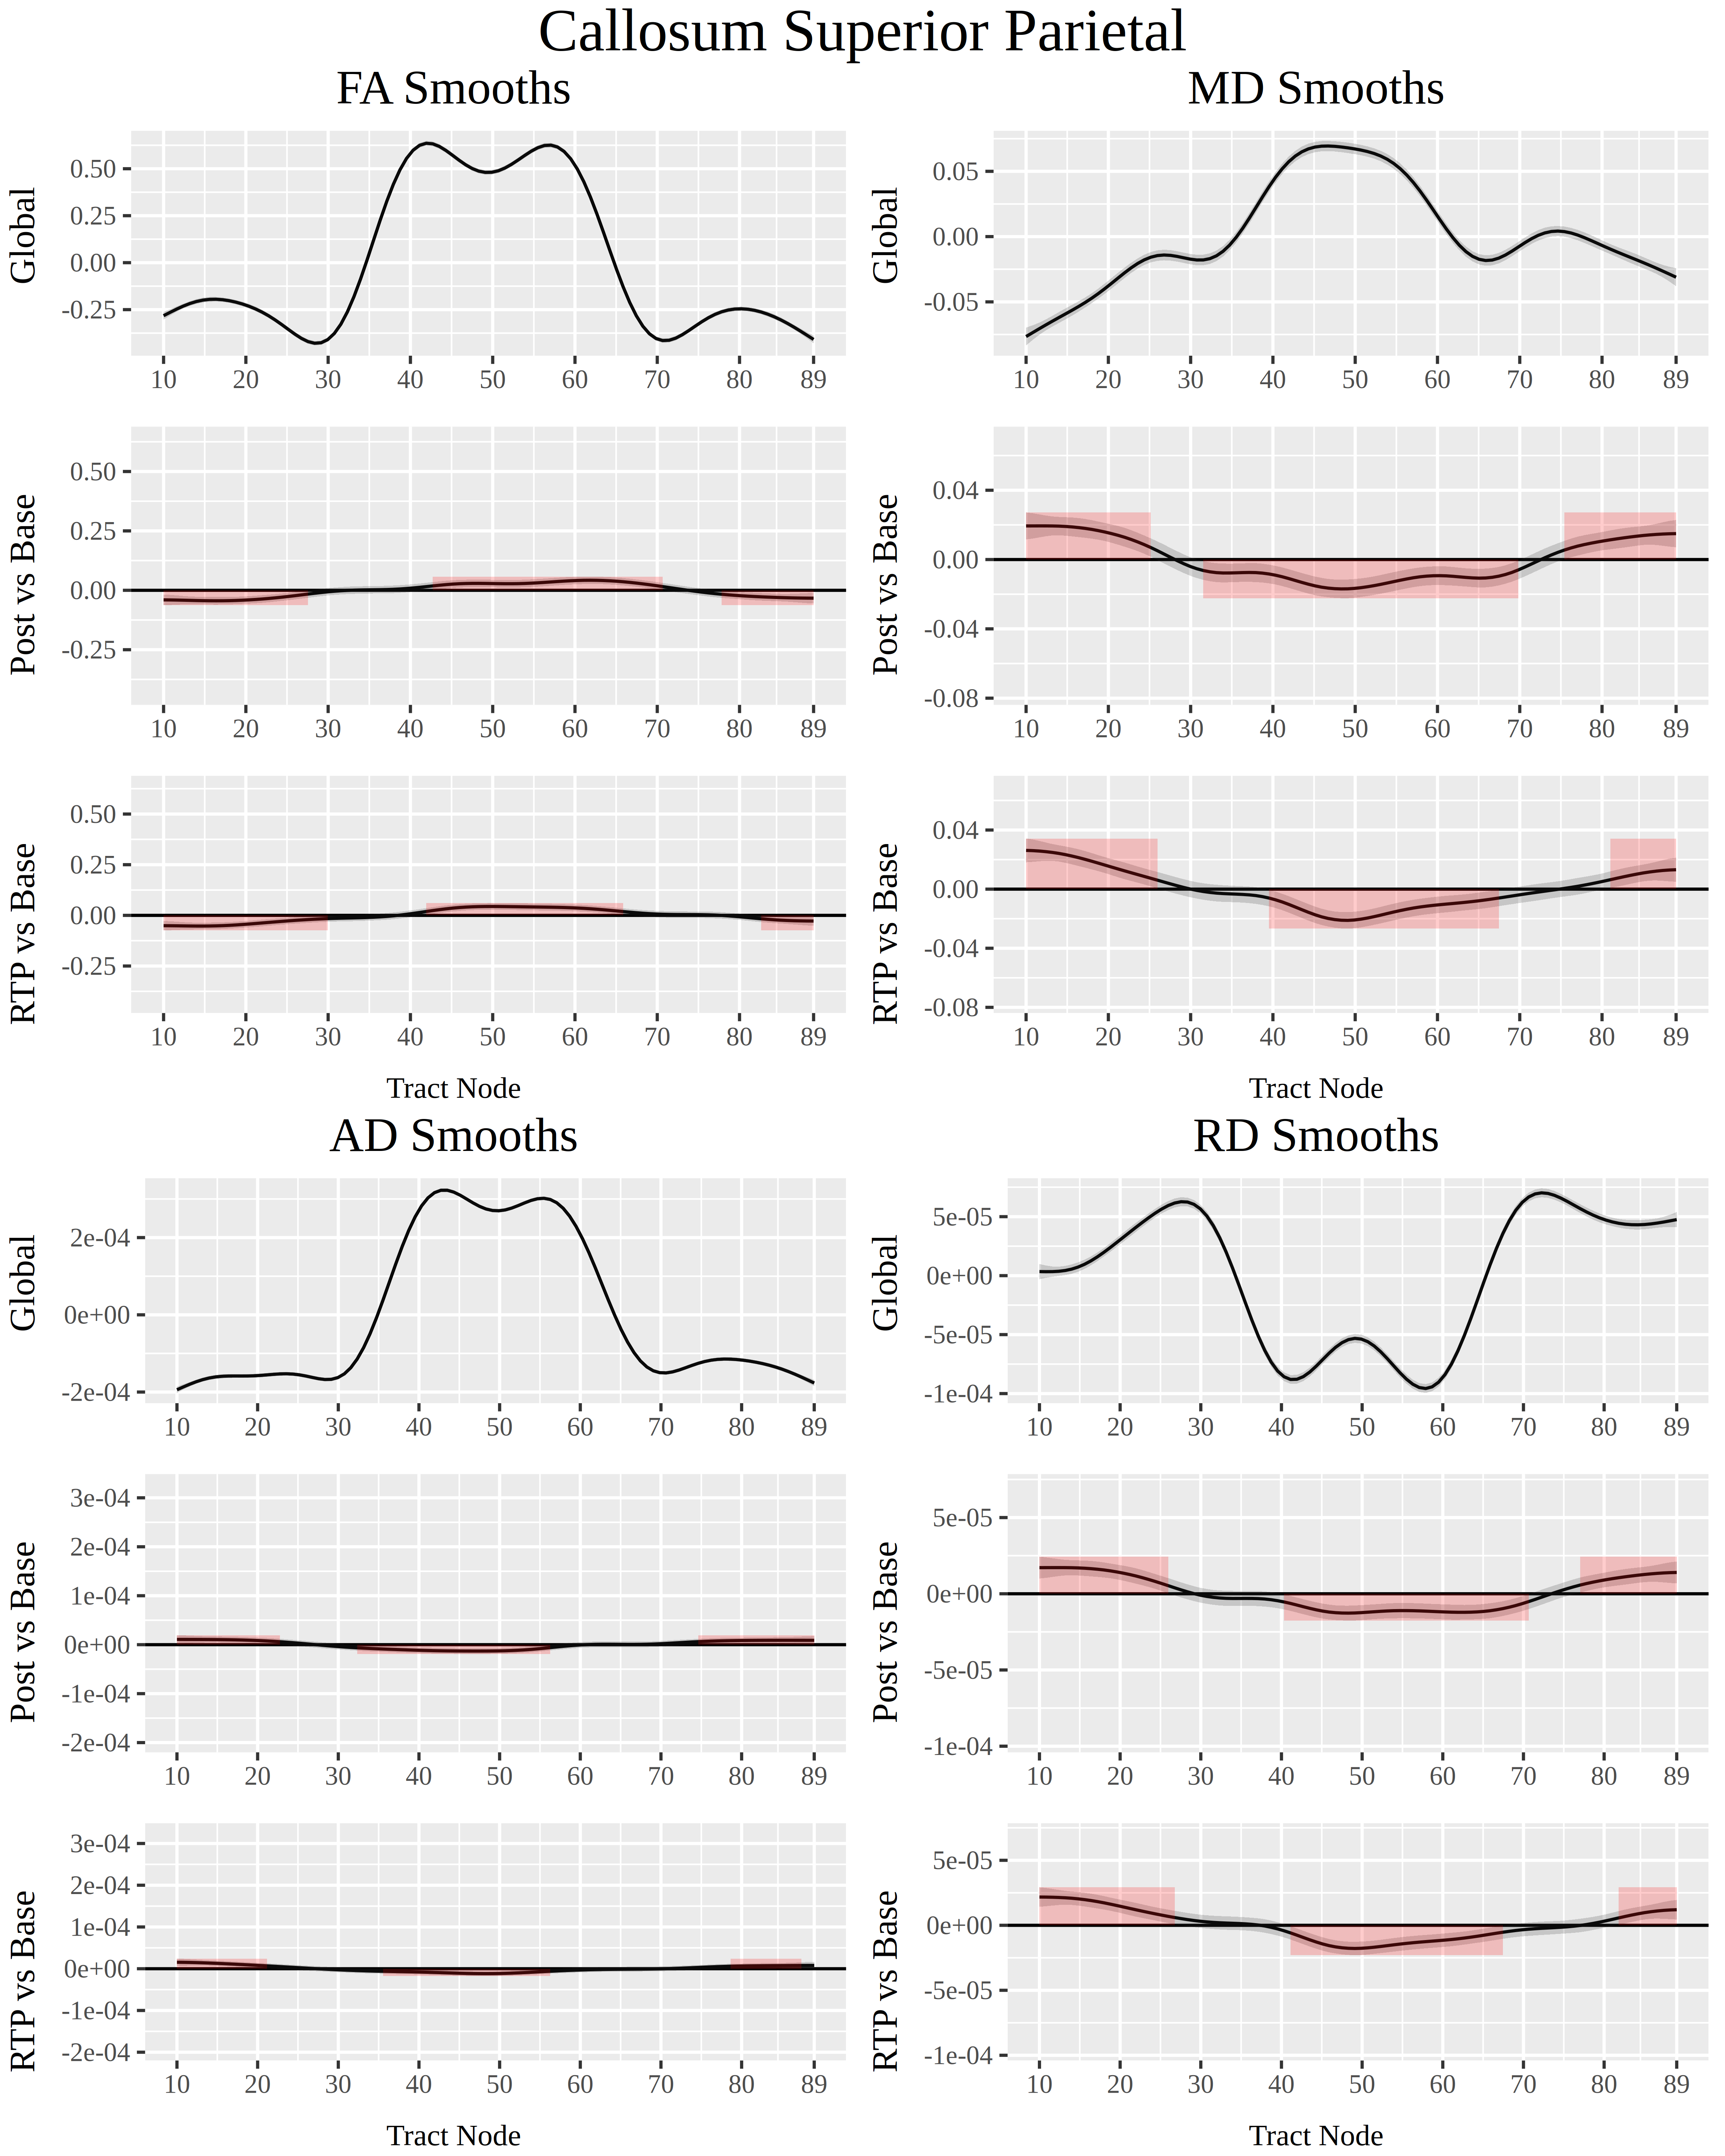 Callosum Superior Parietal
FA Smooths
Global
0.50
0.25
0.00
-0.25
10 20 30 40 50 60 70 80 89
Post vs Base
0.50
0.25
0.00
-0.25
10 20 30 40 50 60 70 80 89
RTP vs Base
0.50
0.25
0.00
-0.25
10 20 30 40 50 60 70 80 89
Tract Node
MD Smooths
Global
0.05
0.00
-0.05
10 20 30 40 50 60 70 80 89
Post vs Base
0.04
0.00
-0.04
-0.08
10 20 30 40 50 60 70 80 89
RTP vs Base
0.04
0.00
-0.04
-0.08
10 20 30 40 50 60 70 80 89
Tract Node
AD Smooths
Global
2e-04
0e+00
-2e-04
10 20 30 40 50 60 70 80 89
Post vs Base
3e-04
2e-04
1e-04
0e+00
-1e-04
-2e-04
10 20 30 40 50 60 70 80 89
RTP vs Base
3e-04
2e-04
1e-04
0e+00
-1e-04
-2e-04
10 20 30 40 50 60 70 80 89
Tract Node
RD Smooths
Global
5e-05
0e+00
-5e-05
-1e-04
10 20 30 40 50 60 70 80 89
Post vs Base
5e-05
0e+00
-5e-05
-1e-04
10 20 30 40 50 60 70 80 89
RTP vs Base
5e-05
0e+00
-5e-05
-1e-04
10 20 30 40 50 60 70 80 89
Tract Node